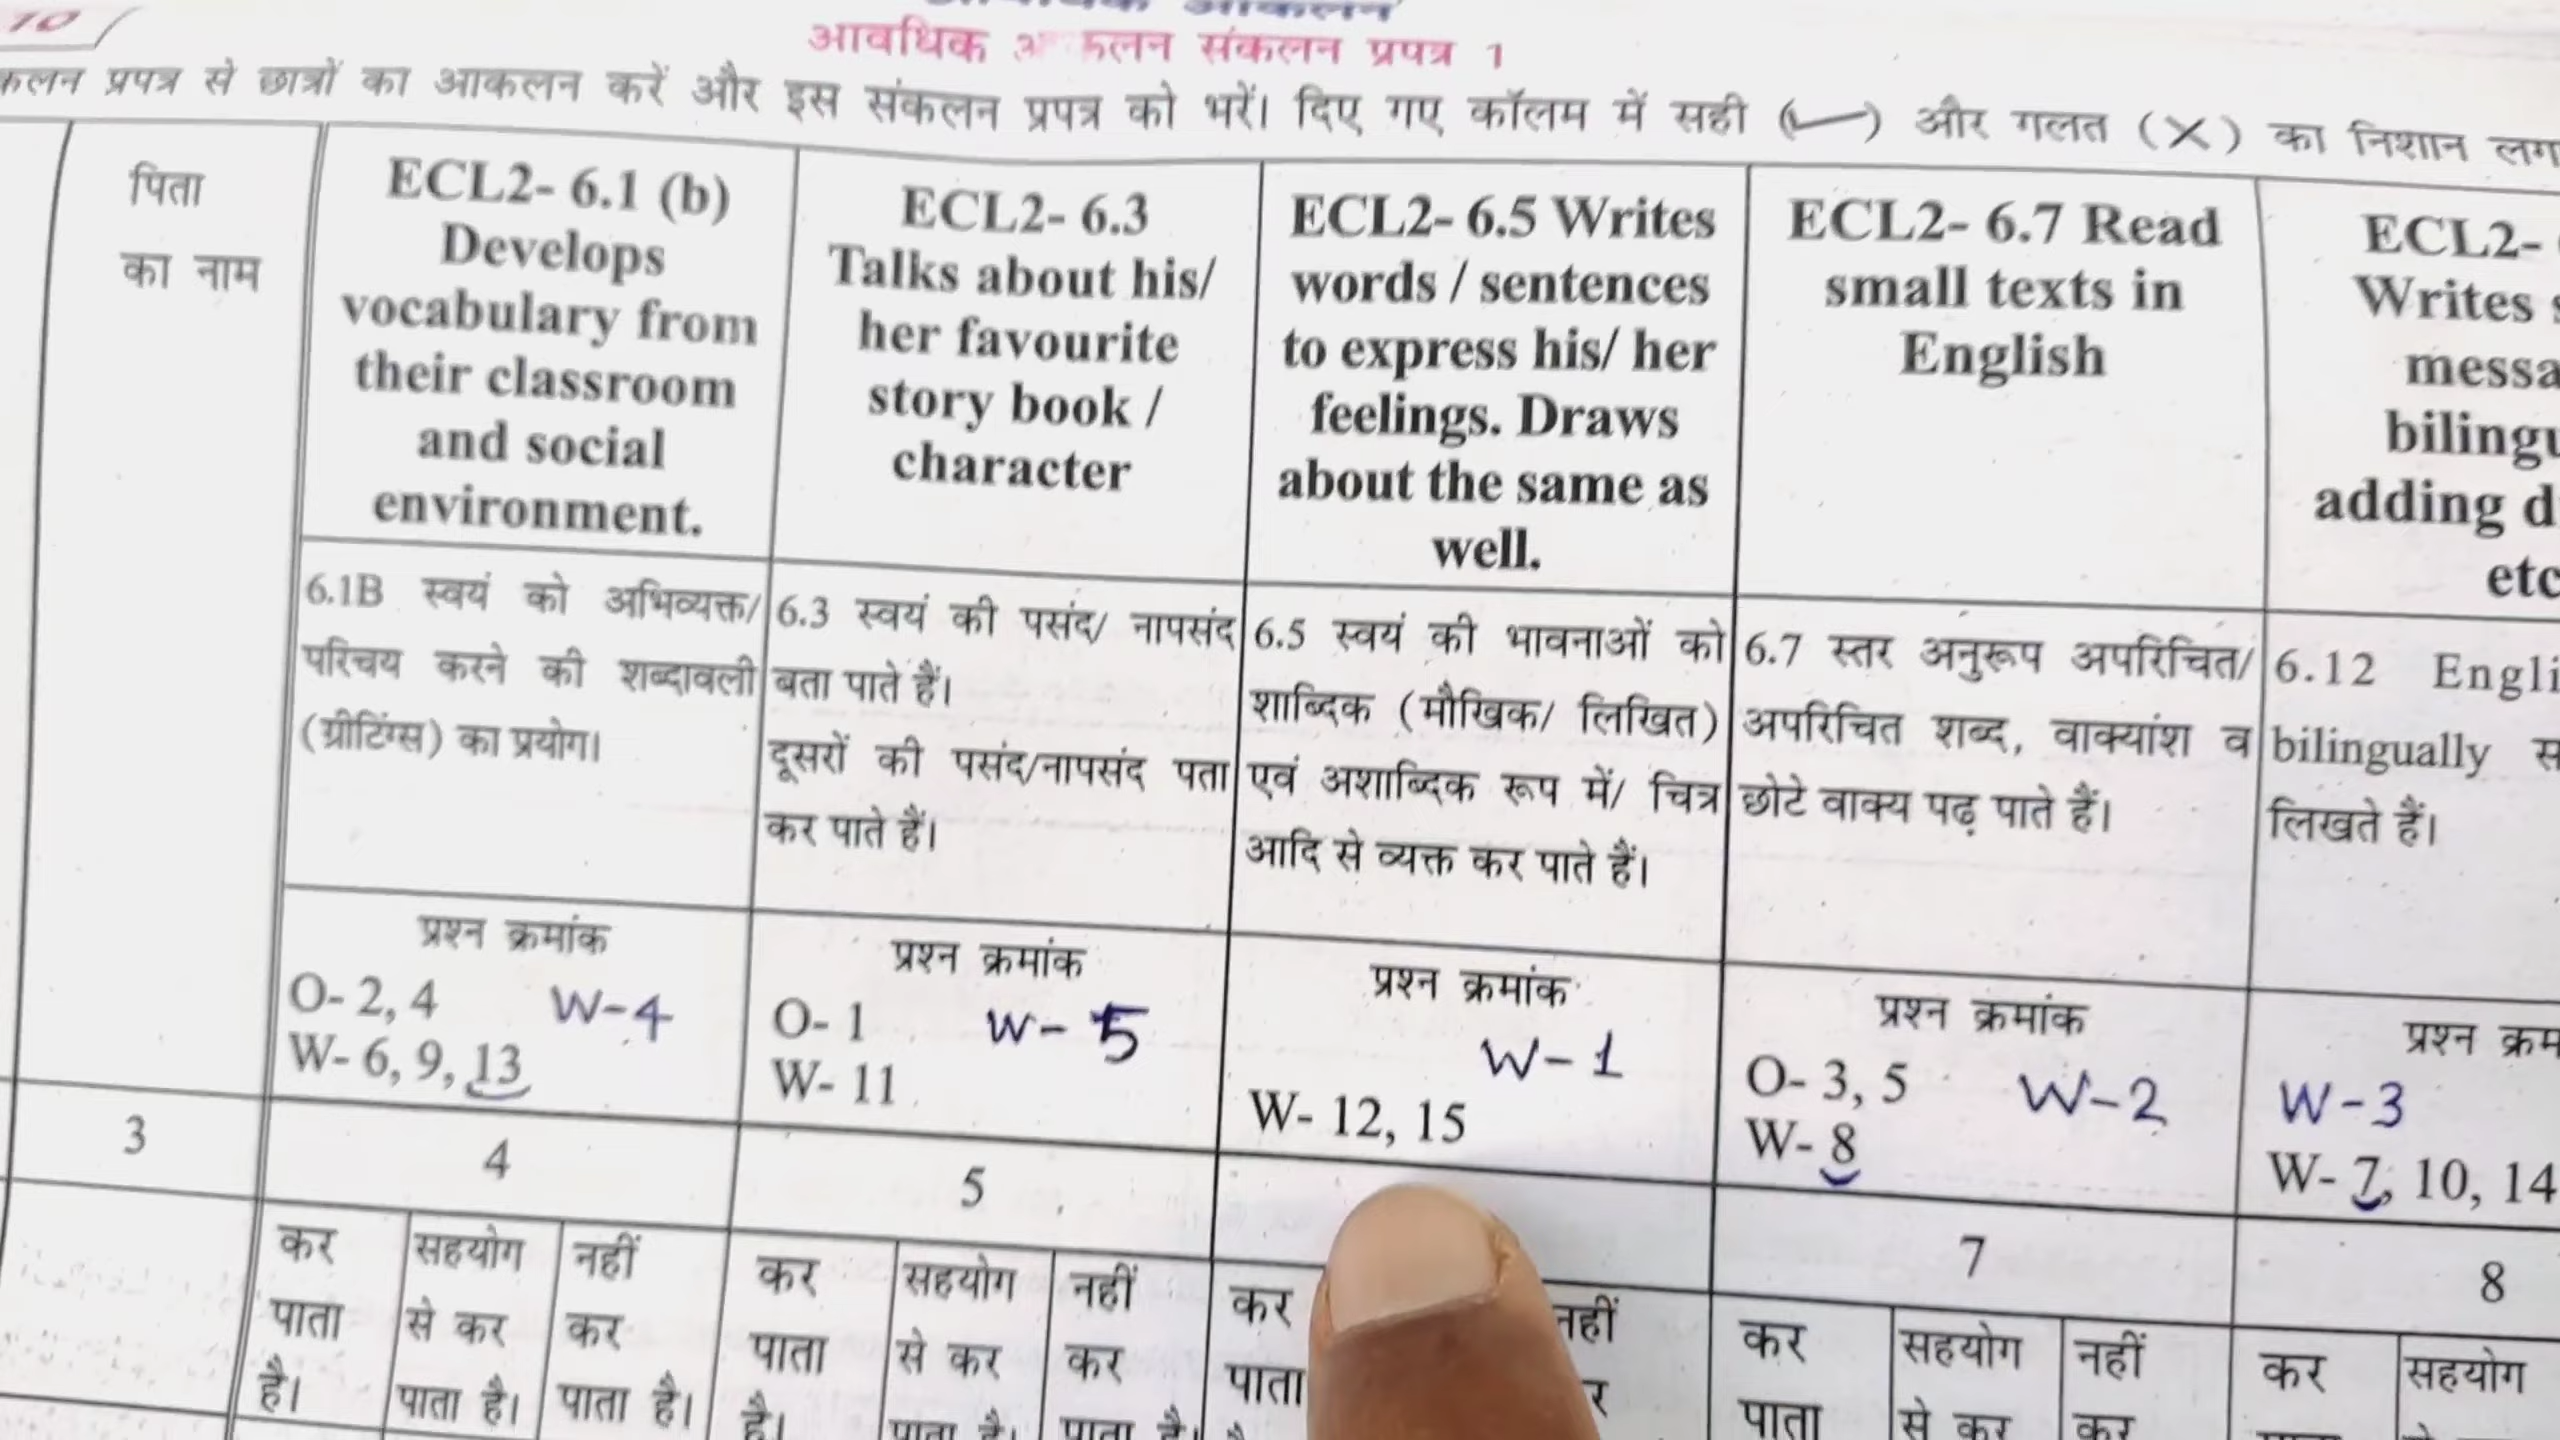 10
आवधिक कलन संकलन प्रपत्र 1
कलन प्रपत्र से छात्रों का आकलन करें और इस संकलन प्रपत्र को भरें। दिए गए कॉलम में सही (✓) और गलत (X) का निशान लग
पिता
का नाम
ECL2- 6.1 (b)
Develops
vocabulary from
their classroom
and social
environment.
ECL2- 6.3
Talks about his/
her favourite
story book /
character
ECL2- 6.5 Writes
words / sentences
to express his/ her
feelings. Draws
about the same as
well.
ECL2- 6.7 Read
small texts in
English
ECL2-
Writes s
messa
bilingu
adding d
etc
6.1B स्वयं को अभिव्यक्त/
परिचय करने की शब्दावली
(ग्रीटिंग्स) का प्रयोग।
6.3 स्वयं की पसंद/ नापसंद
बता पाते हैं।
दूसरों की पसंद/नापसंद पता
कर पाते हैं।
6.5 स्वयं की भावनाओं को
शाब्दिक (मौखिक/ लिखित)
एवं अशाब्दिक रूप में/ चित्र
आदि से व्यक्त कर पाते हैं।
6.7 स्तर अनुरूप अपरिचित/
अपरिचित शब्द, वाक्यांश व
छोटे वाक्य पढ़ पाते हैं।
6.12 Engli
bilingually स
लिखते हैं।
प्रश्न क्रमांक
O- 2, 4 W-4
W- 6, 9, 13
प्रश्न क्रमांक
O- 1 W-5
W- 11
प्रश्न क्रमांक
W-1
W- 12, 15
प्रश्न क्रमांक
O- 3, 5 W-2
W- 8
प्रश्न क्रम
W-3
W- 7, 10, 14
3 4 5 7 8
कर
पाता
है।
सहयोग
से कर
पाता है।
नहीं
कर
पाता है।
कर
पाता
है।
सहयोग
से कर
पाता है।
नहीं
कर
पाता है।
कर
पाता
नहीं
र
कर
पाता
सहयोग
से कर
नहीं
कर
कर
सहयोग